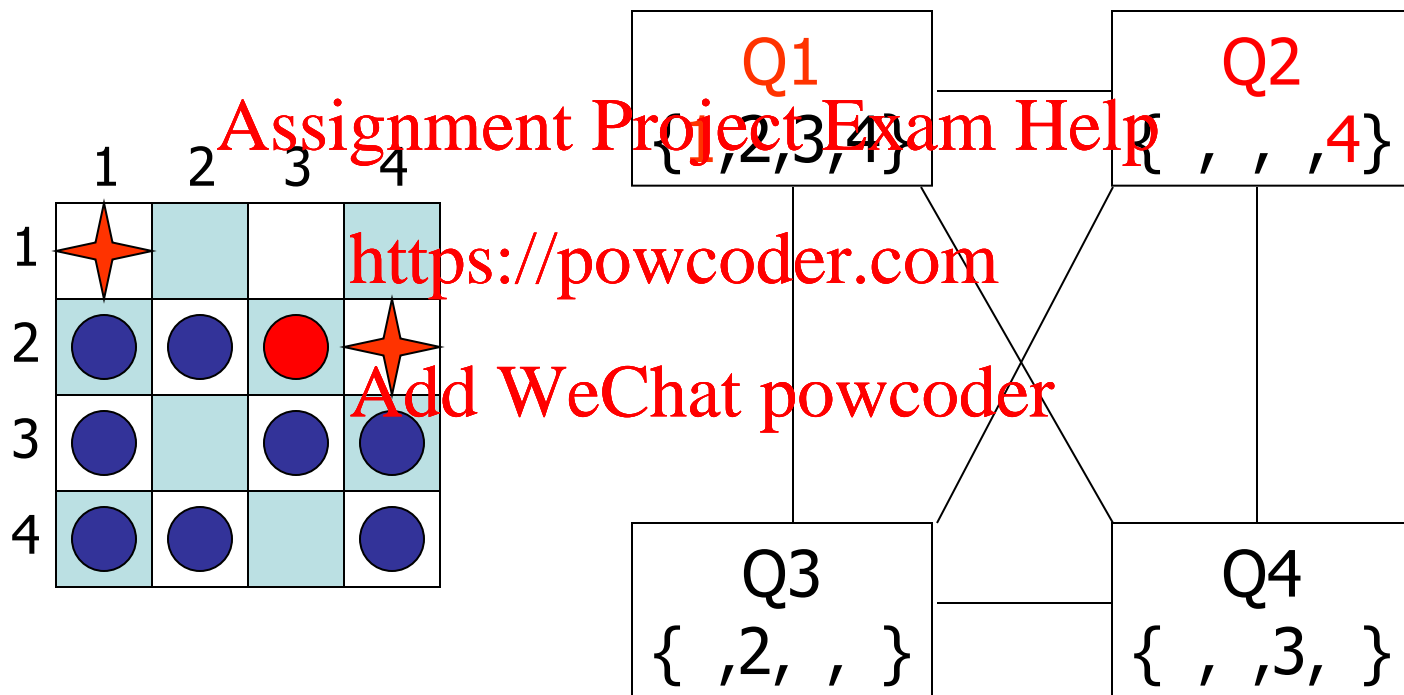 Q1
Q2
Assignment Project Exam Help
{1,2,3,4}
{ , , ,4}
1 2 3 4
1
https://powcoder.com
2
Add WeChat powcoder
3
4
Q3
Q4
{ ,2, , }
{ , ,3, }